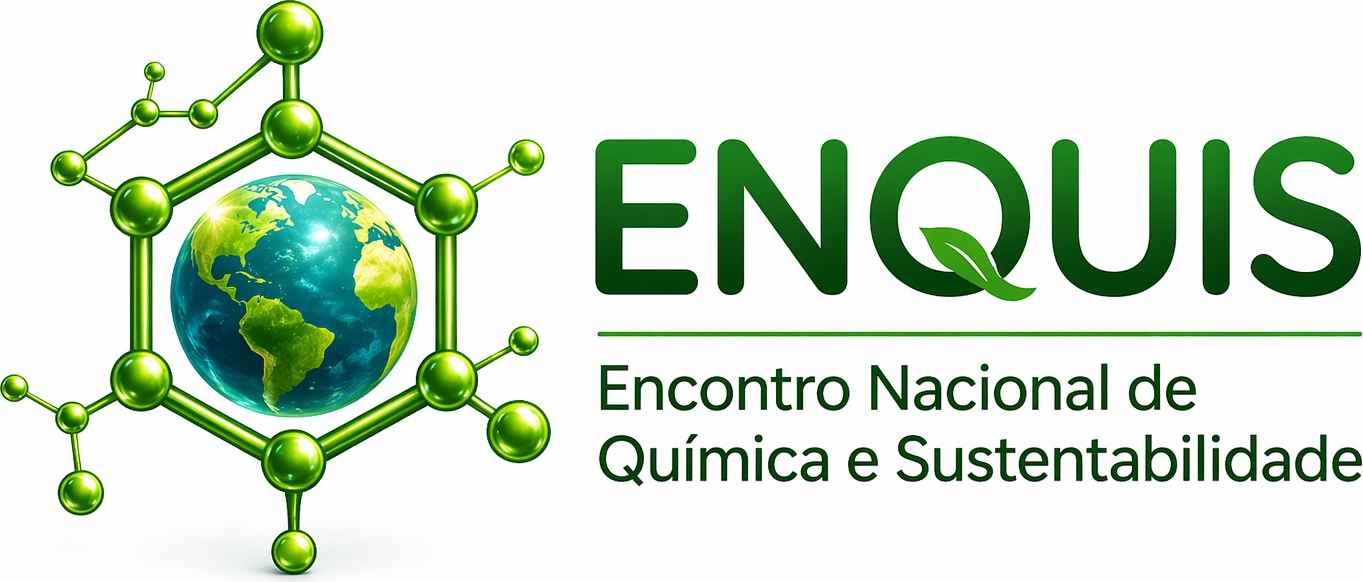 ENQUIS
Encontro Nacional de
Química e Sustentabilidade